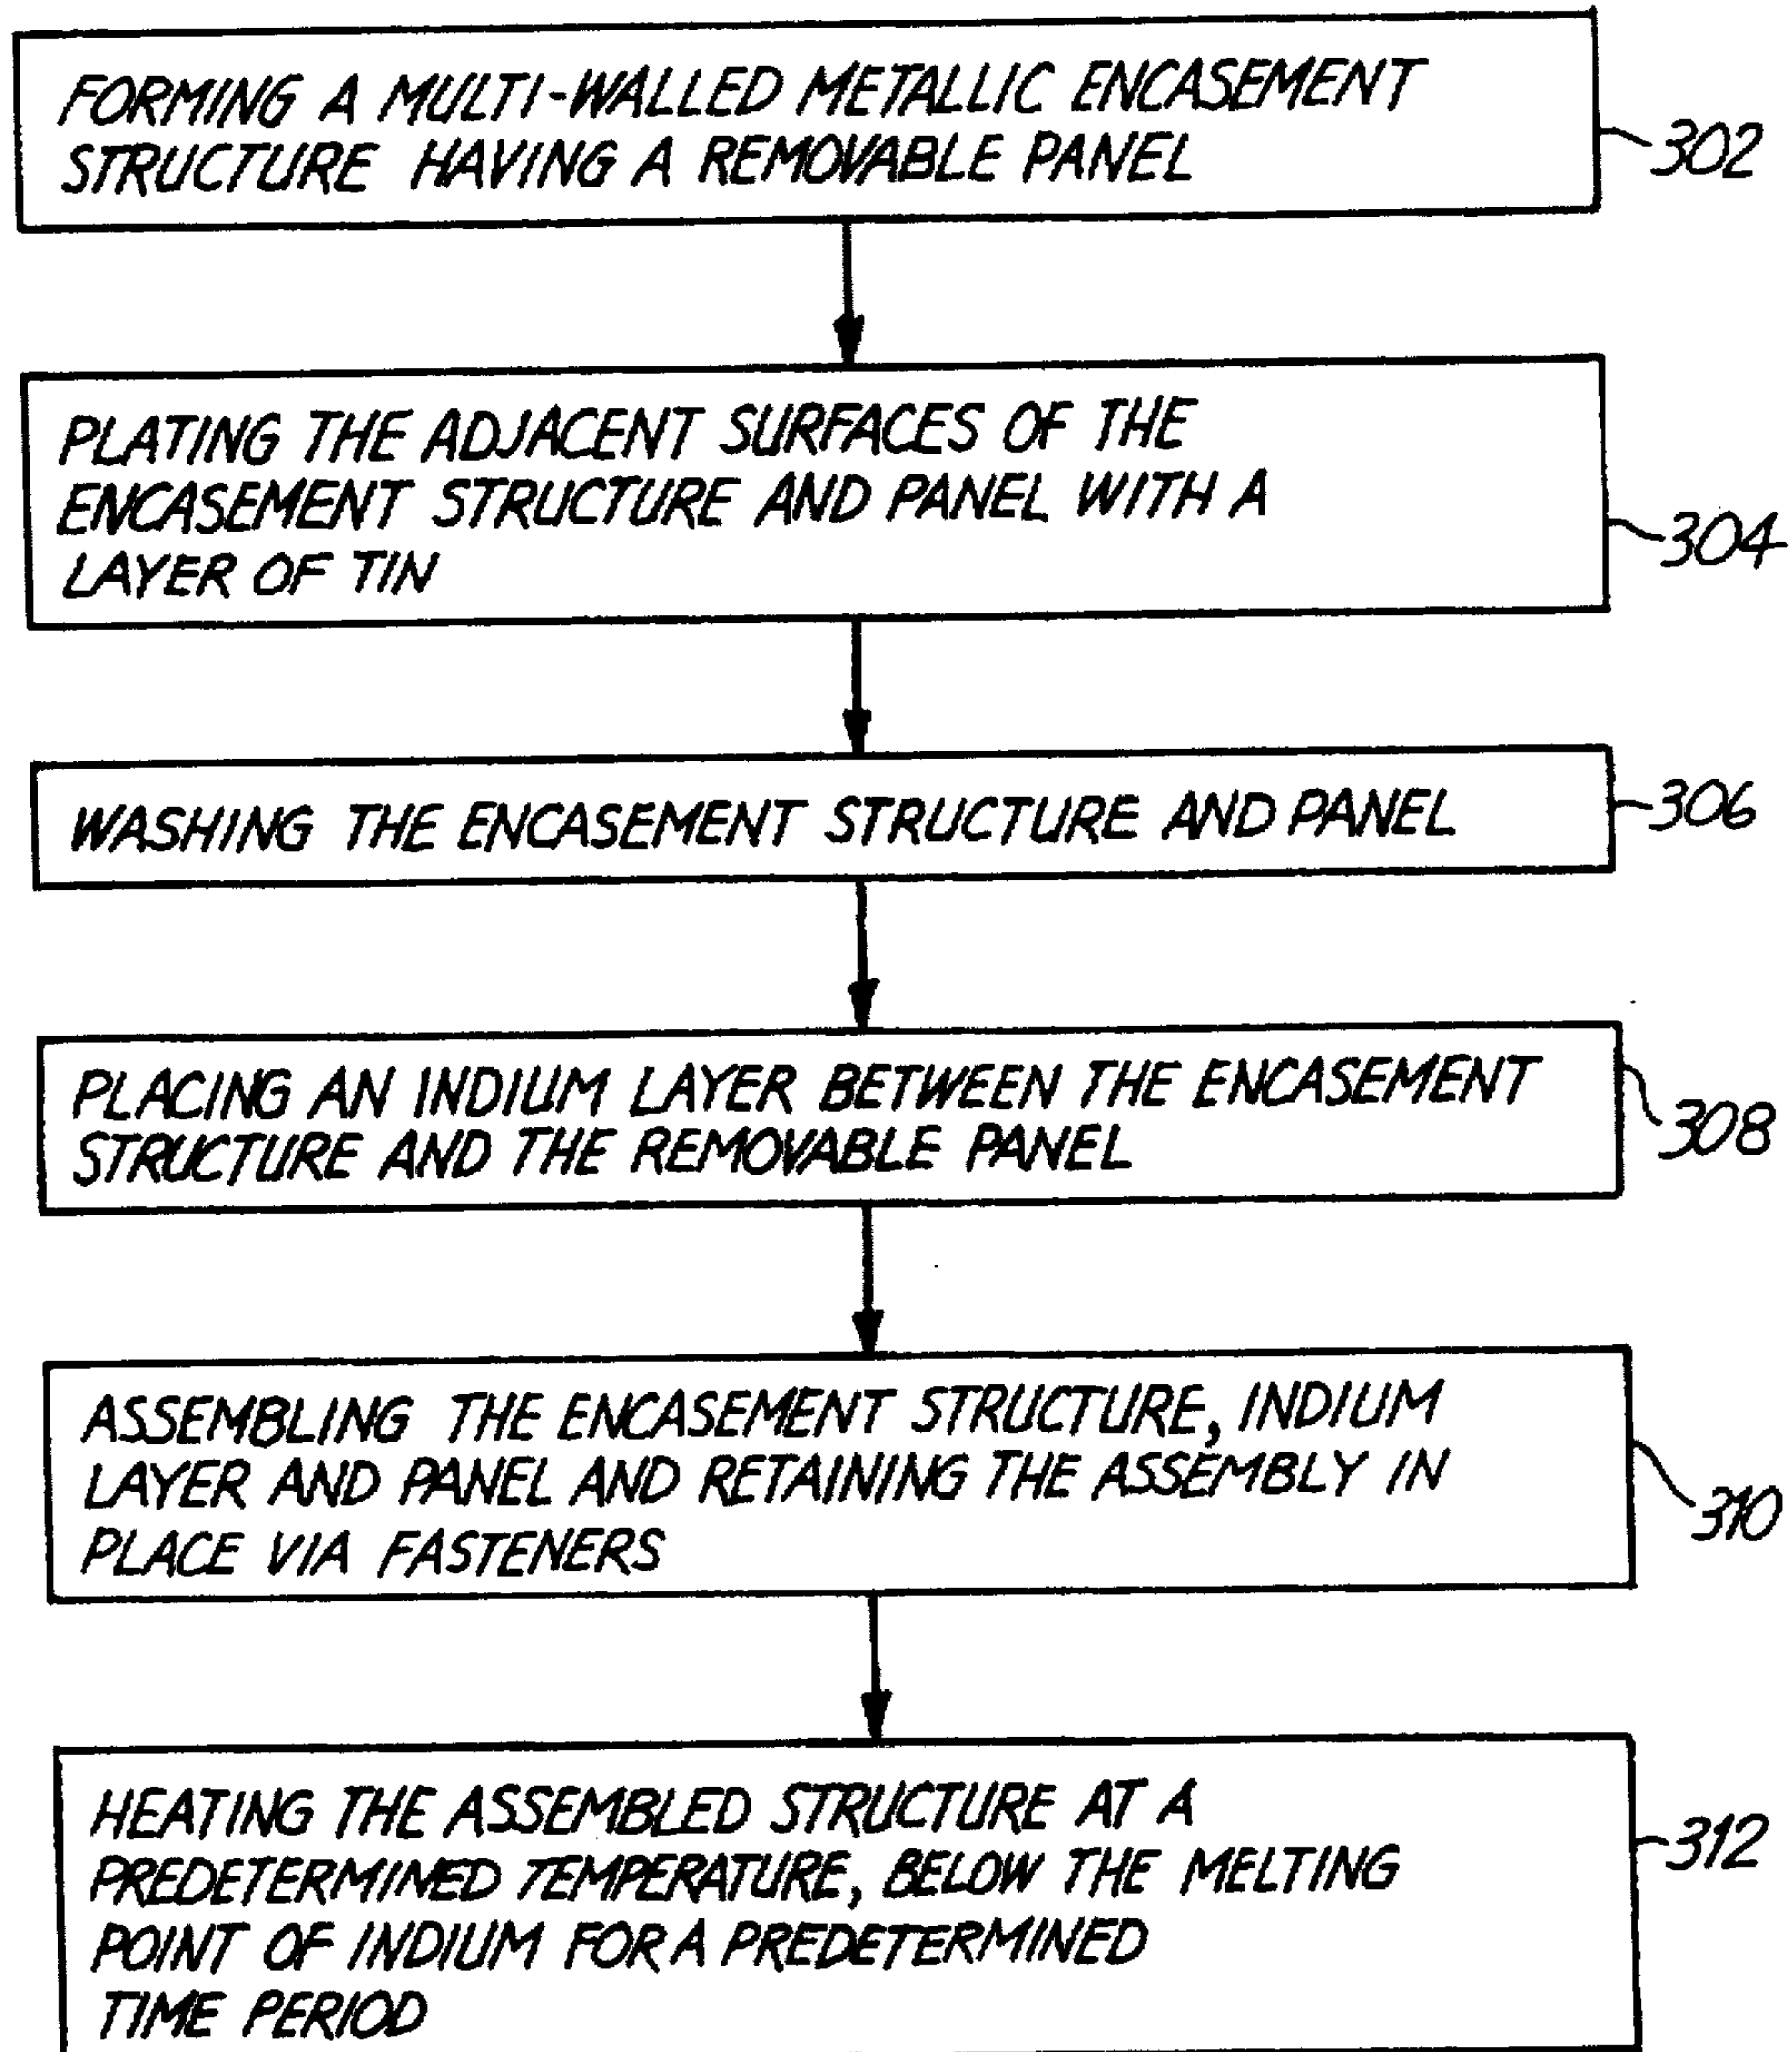 FORMING A MULTI-WALLED METALLIC ENCASEMENT
STRUCTURE HAVING A REMOVABLE PANEL
302
PLATING THE ADJACENT SURFACES OF THE
ENCASEMENT STRUCTURE AND PANEL WITH A
LAYER OF TIN
304
WASHING THE ENCASEMENT STRUCTURE AND PANEL
306
PLACING AN INDIUM LAYER BETWEEN THE ENCASEMENT
STRUCTURE AND THE REMOVABLE PANEL
308
ASSEMBLING THE ENCASEMENT STRUCTURE, INDIUM
LAYER AND PANEL AND RETAINING THE ASSEMBLY IN
PLACE VIA FASTENERS
310
HEATING THE ASSEMBLED STRUCTURE AT A
PREDETERMINED TEMPERATURE, BELOW THE MELTING
POINT OF INDIUM FOR A PREDETERMINED
TIME PERIOD
312